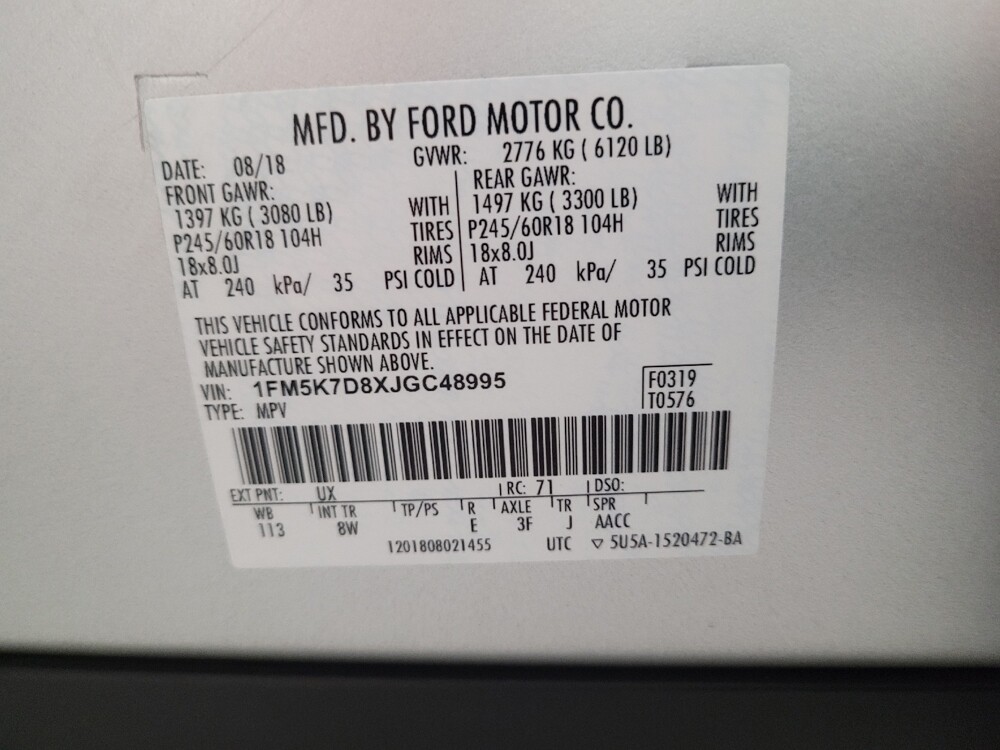 MFD. BY FORD MOTOR CO.
DATE: 08/18 GVWR: 2776 KG ( 6120 LB)
FRONT GAWR: REAR GAWR:
1397 KG ( 3080 LB) WITH 1497 KG ( 3300 LB) WITH
P245/60R18 104H TIRES P245/60R18 104H TIRES
18x8.0J RIMS 18x8.0J RIMS
AT 240 kPa/ 35 PSI COLD AT 240 kPa/ 35 PSI COLD
THIS VEHICLE CONFORMS TO ALL APPLICABLE FEDERAL MOTOR
VEHICLE SAFETY STANDARDS IN EFFECT ON THE DATE OF
MANUFACTURE SHOWN ABOVE.
VIN: 1FM5K7D8XJGC48995 F0319
TYPE: MPV T0576
EXT PNT: UX RC: 71 DSO:
WB INT TR TP/PS R AXLE TR SPR
113 8W E 3F J AACC
1201808021455 UTC ▽ 5U5A-1520472-BA